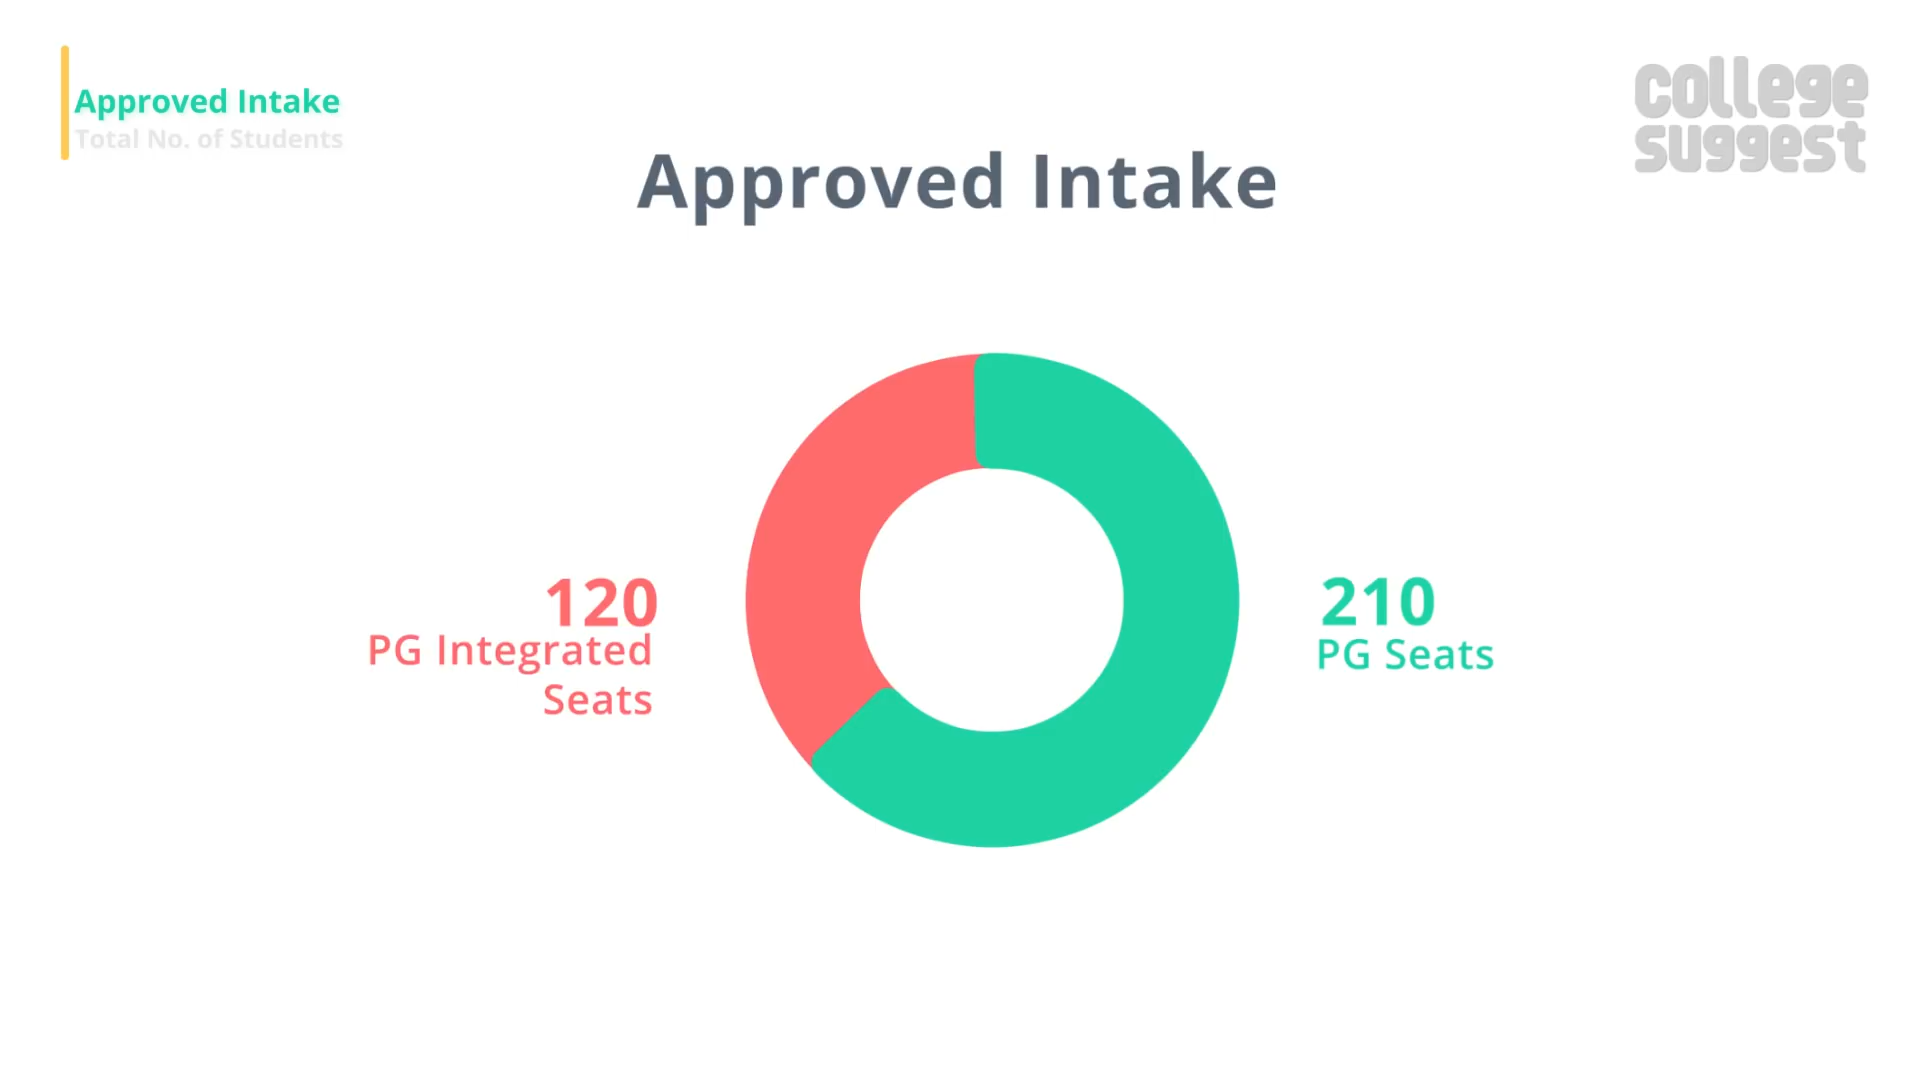 Approved Intake
Total No. of Students
college
suggest
Approved Intake
120
PG Integrated
Seats
210
PG Seats